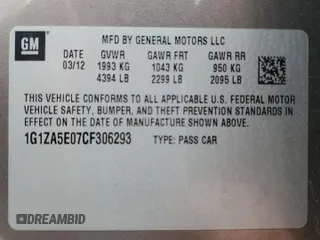 GM
MFD BY GENERAL MOTORS LLC
DATE GVWR GAWR FRT GAWR RR
03/12 1993 KG 1043 KG 950 KG
4394 LB 2299 LB 2095 LB
THIS VEHICLE CONFORMS TO ALL APPLICABLE U.S. FEDERAL MOTOR
VEHICLE SAFETY, BUMPER, AND THEFT PREVENTION STANDARDS IN
EFFECT ON THE DATE OF MANUFACTURE SHOWN ABOVE.
1G1ZA5E07CF306293 TYPE: PASS CAR
@DREAMBID